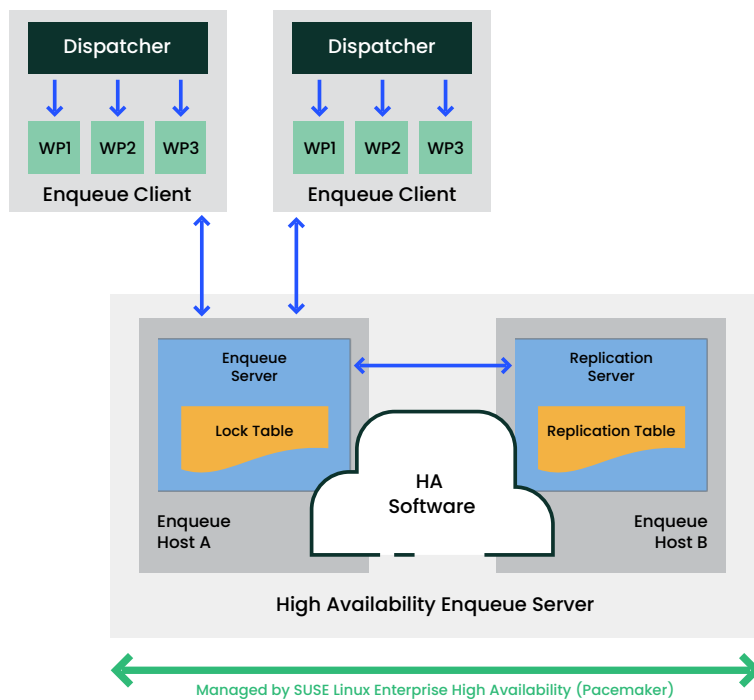 Dispatcher
WP1 WP2 WP3
Enqueue Client
Dispatcher
WP1 WP2 WP3
Enqueue Client
Enqueue
Server
Lock Table
Enqueue
Host A
HA
Software
Replication
Server
Replication Table
Enqueue
Host B
High Availability Enqueue Server
Managed by SUSE Linux Enterprise High Availability (Pacemaker)